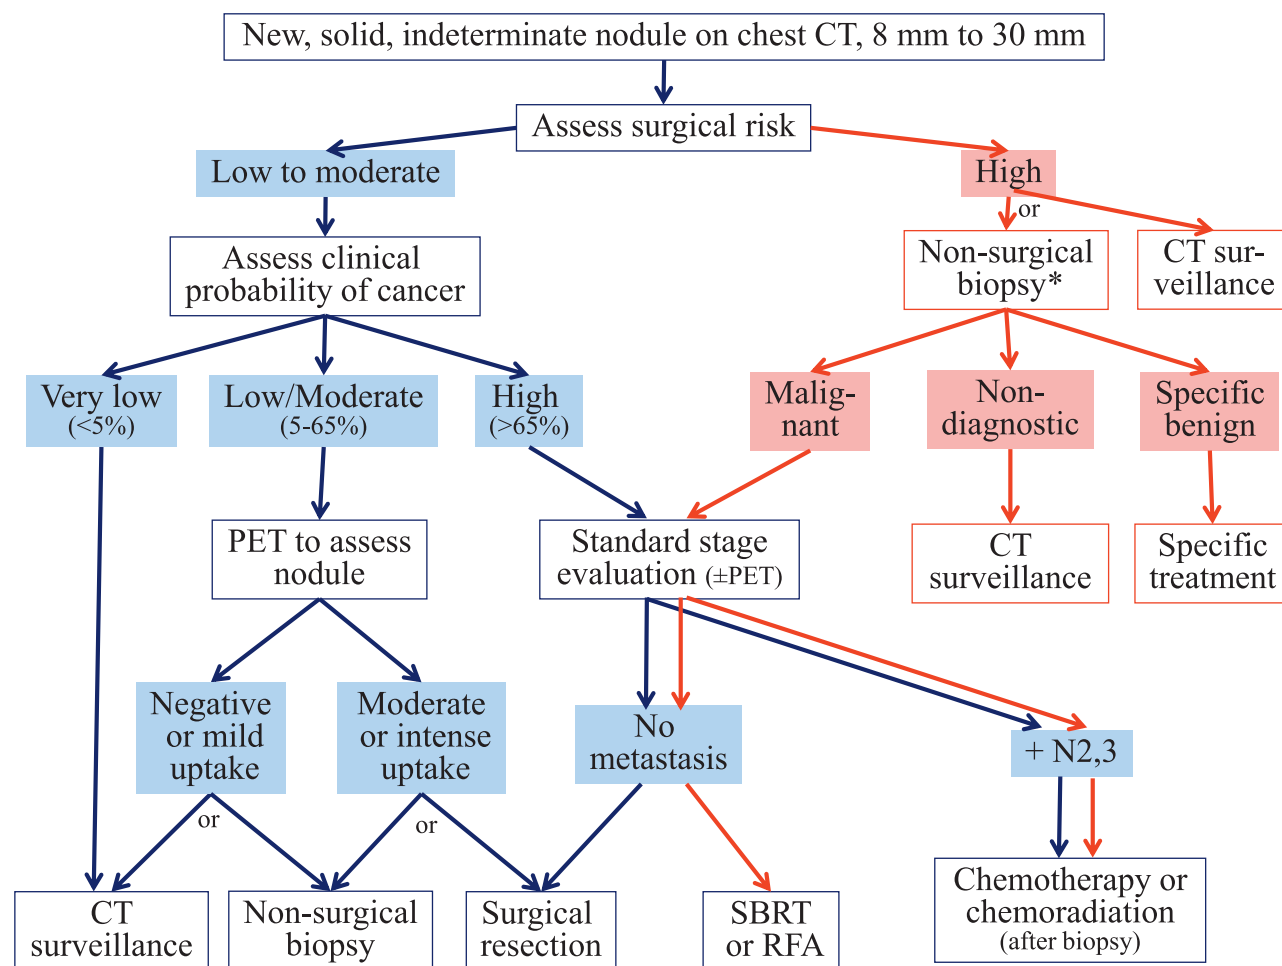 New, solid, indeterminate nodule on chest CT, 8 mm to 30 mm
Assess surgical risk
Low to moderate
High
or
Assess clinical
probability of cancer
Non-surgical
biopsy*
CT sur-
veillance
Very low
(<5%)
Low/Moderate
(5-65%)
High
(>65%)
Malig-
nant
Non-
diagnostic
Specific
benign
PET to assess
nodule
Standard stage
evaluation (±PET)
CT
surveillance
Specific
treatment
Negative
or mild
uptake
Moderate
or intense
uptake
No
metastasis
+ N2,3
or
or
CT
surveillance
Non-surgical
biopsy
Surgical
resection
SBRT
or RFA
Chemotherapy or
chemoradiation
(after biopsy)